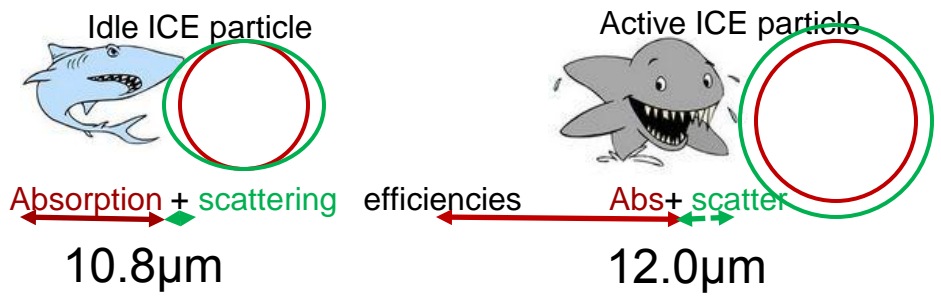 Idle ICE particle
Active ICE particle
Absorption + scattering efficiencies Abs+ scatter
10.8µm
12.0µm